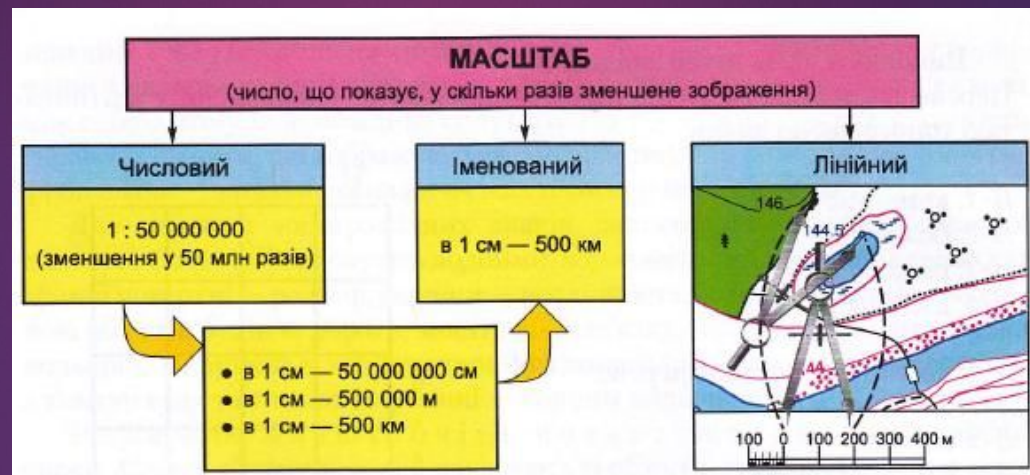 МАСШТАБ
(число, що показує, у скільки разів зменшене зображення)
Числовий
1 : 50 000 000
(зменшення у 50 млн разів)
Іменований
в 1 см — 500 км
• в 1 см — 50 000 000 см
• в 1 см — 500 000 м
• в 1 см — 500 км
Лінійний
146
144.5
144
100 0 100 200 300 400 м